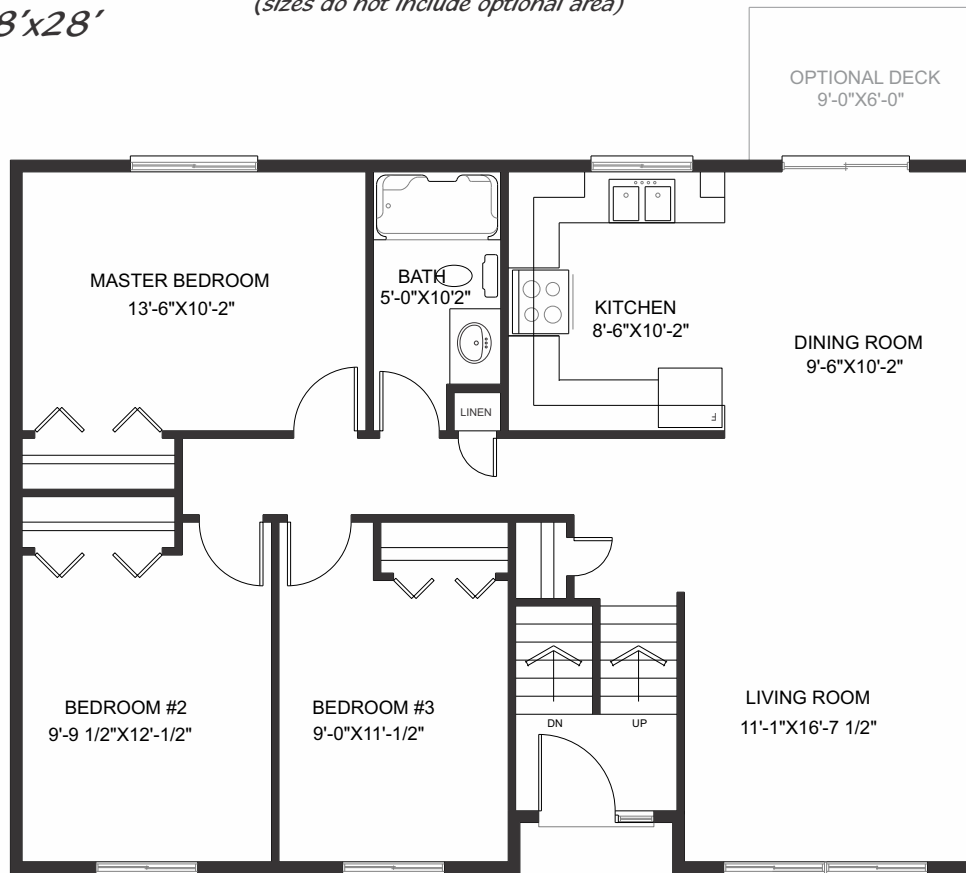 (sizes do not include optional area)
8'x28'
OPTIONAL DECK
9'-0"X6'-0"
MASTER BEDROOM
13'-6"X10'-2"
BATH
5'-0"X10'2"
KITCHEN
8'-6"X10'-2"
DINING ROOM
9'-6"X10'-2"
LINEN
F
BEDROOM #2
9'-9 1/2"X12'-1/2"
BEDROOM #3
9'-0"X11'-1/2"
DN
UP
LIVING ROOM
11'-1"X16'-7 1/2"